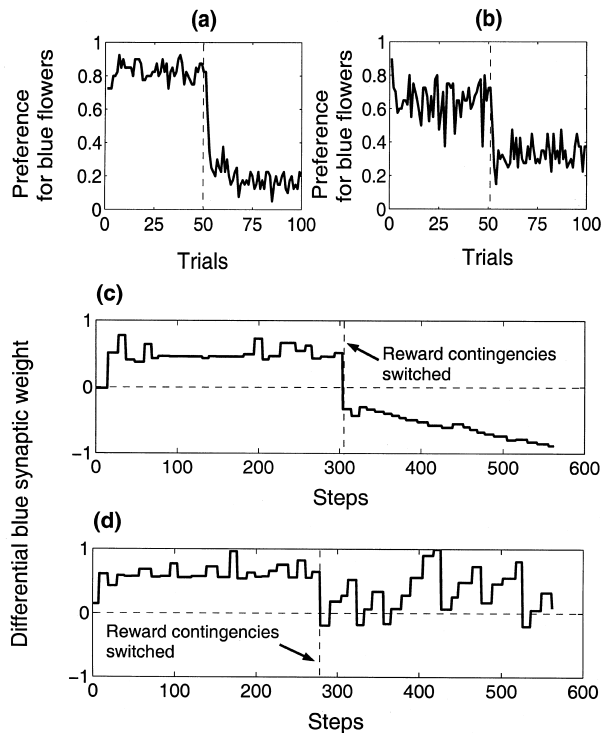 (a)
(b)
Preference
for blue flowers
1
0.8
0.6
0.4
0.2
0
0
25
50
75
100
Trials
Preference
for blue flowers
1
0.8
0.6
0.4
0.2
0
0
25
50
75
100
Trials
Differential blue synaptic weight
(c)
1
0
−1
Reward contingencies
switched
0
100
200
300
400
500
600
Steps
(d)
1
0
−1
Reward contingencies
switched
0
100
200
300
400
500
600
Steps